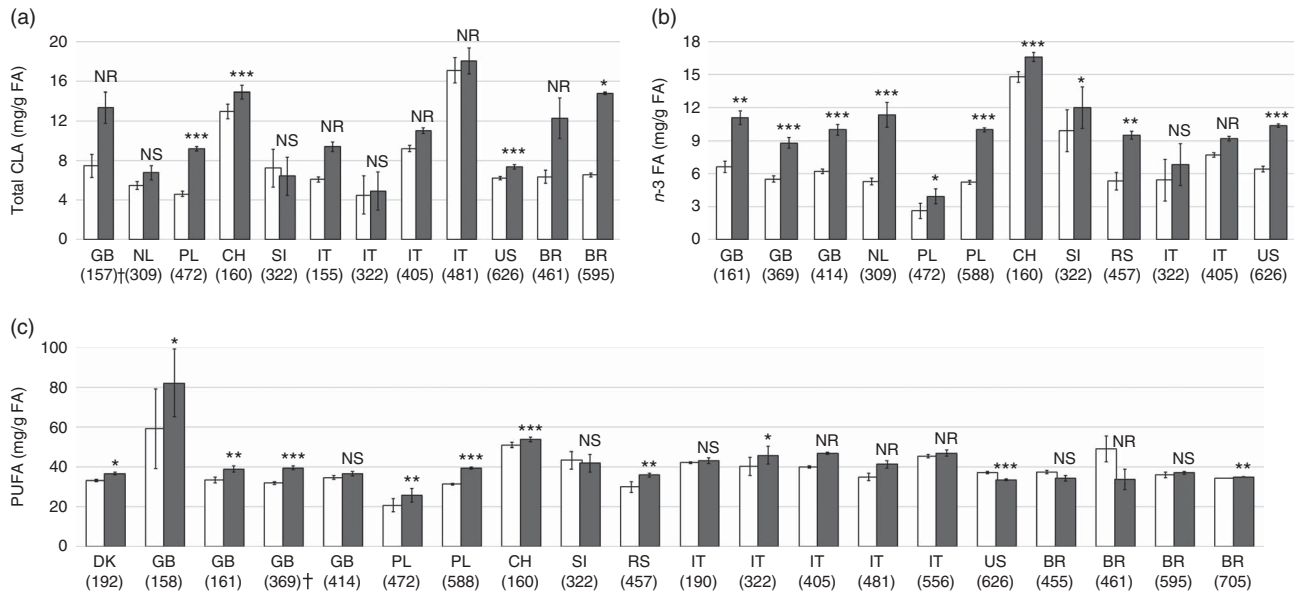 (a)
Total CLA (mg/g FA)
20
16
12
8
4
0
NR NS *** *** NS NR NS NR NR *** NR *
GB NL PL CH SI IT IT IT IT US BR BR
(157)† (309) (472) (160) (322) (155) (322) (405) (481) (626) (461) (595)
(b)
n-3 FA (mg/g FA)
18
15
12
9
6
3
0
** *** *** *** * *** *** * ** NS NR ***
GB GB GB NL PL PL CH SI RS IT IT US
(161) (369) (414) (309) (472) (588) (160) (322) (457) (322) (405) (626)
(c)
PUFA (mg/g FA)
100
80
60
40
20
0
* * ** *** NS ** *** *** NS ** NS * NR NR NR *** NS NR NS **
DK GB GB GB GB PL PL CH SI RS IT IT IT IT IT US BR BR BR BR
(192) (158) (161) (369)† (414) (472) (588) (160) (322) (457) (190) (322) (405) (481) (556) (626) (455) (461) (595) (705)